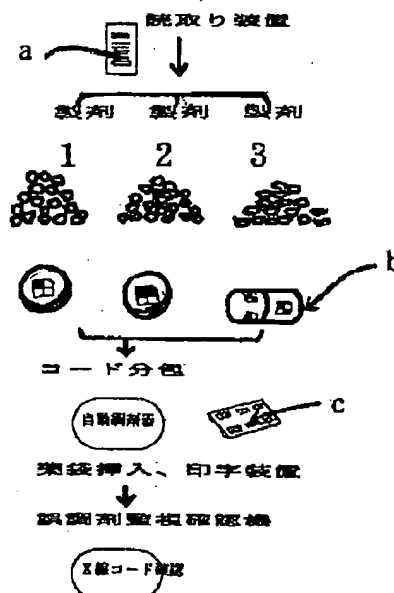 読取り装置
a
製剤 製剤 製剤
1 2 3
b
コード分包
自動調剤器
c
薬袋挿入、印字装置
誤調剤監視確認機
X線コード確認